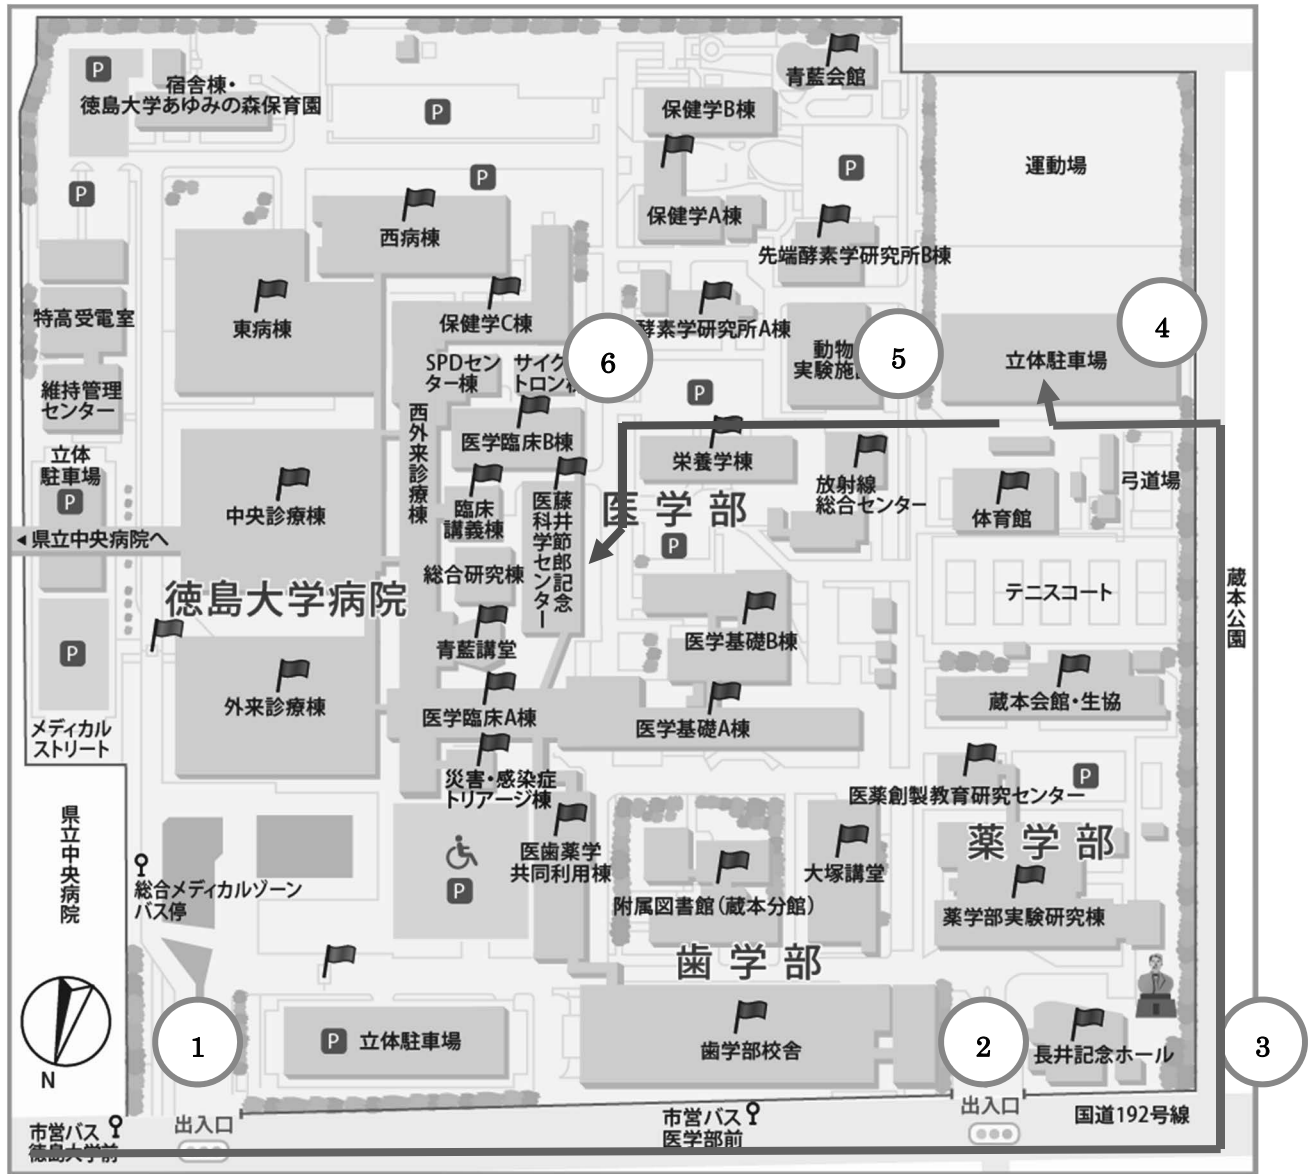 P
宿舎棟・
徳島大学あゆみの森保育園
P
P
P
青藍会館
保健学B棟
P
運動場
西病棟
保健学A棟
先端酵素学研究所B棟
特高受電室
東病棟
保健学C棟
酵素学研究所A棟
4
SPDセン
ター棟
サイク
トロン
6
動物
実験施
5
立体駐車場
維持管理
センター
P
西外来診療棟
医学臨床B棟
栄養学棟
立体
駐車場
P
中央診療棟
臨床
講義棟
藤井節郎記念
医科学センター
医学部
P
放射線
総合センター
体育館
弓道場
県立中央病院へ
総合研究棟
徳島大学病院
テニスコート
蔵本公園
P
青藍講堂
医学基礎B棟
外来診療棟
医学臨床A棟
医学基礎A棟
蔵本会館・生協
メディカル
ストリート
災害・感染症
トリアージ棟
医薬創製教育研究センター
P
県立中央病院
薬学部
医歯薬学
共同利用棟
大塚講堂
P
総合メディカルゾーン
バス停
附属図書館(蔵本分館)
薬学部実験研究棟
歯学部
N
1
P
立体駐車場
歯学部校舎
2
長井記念ホール
3
出入口
市営バス
徳島大学前
市営バス
医学部前
出入口
国道192号線